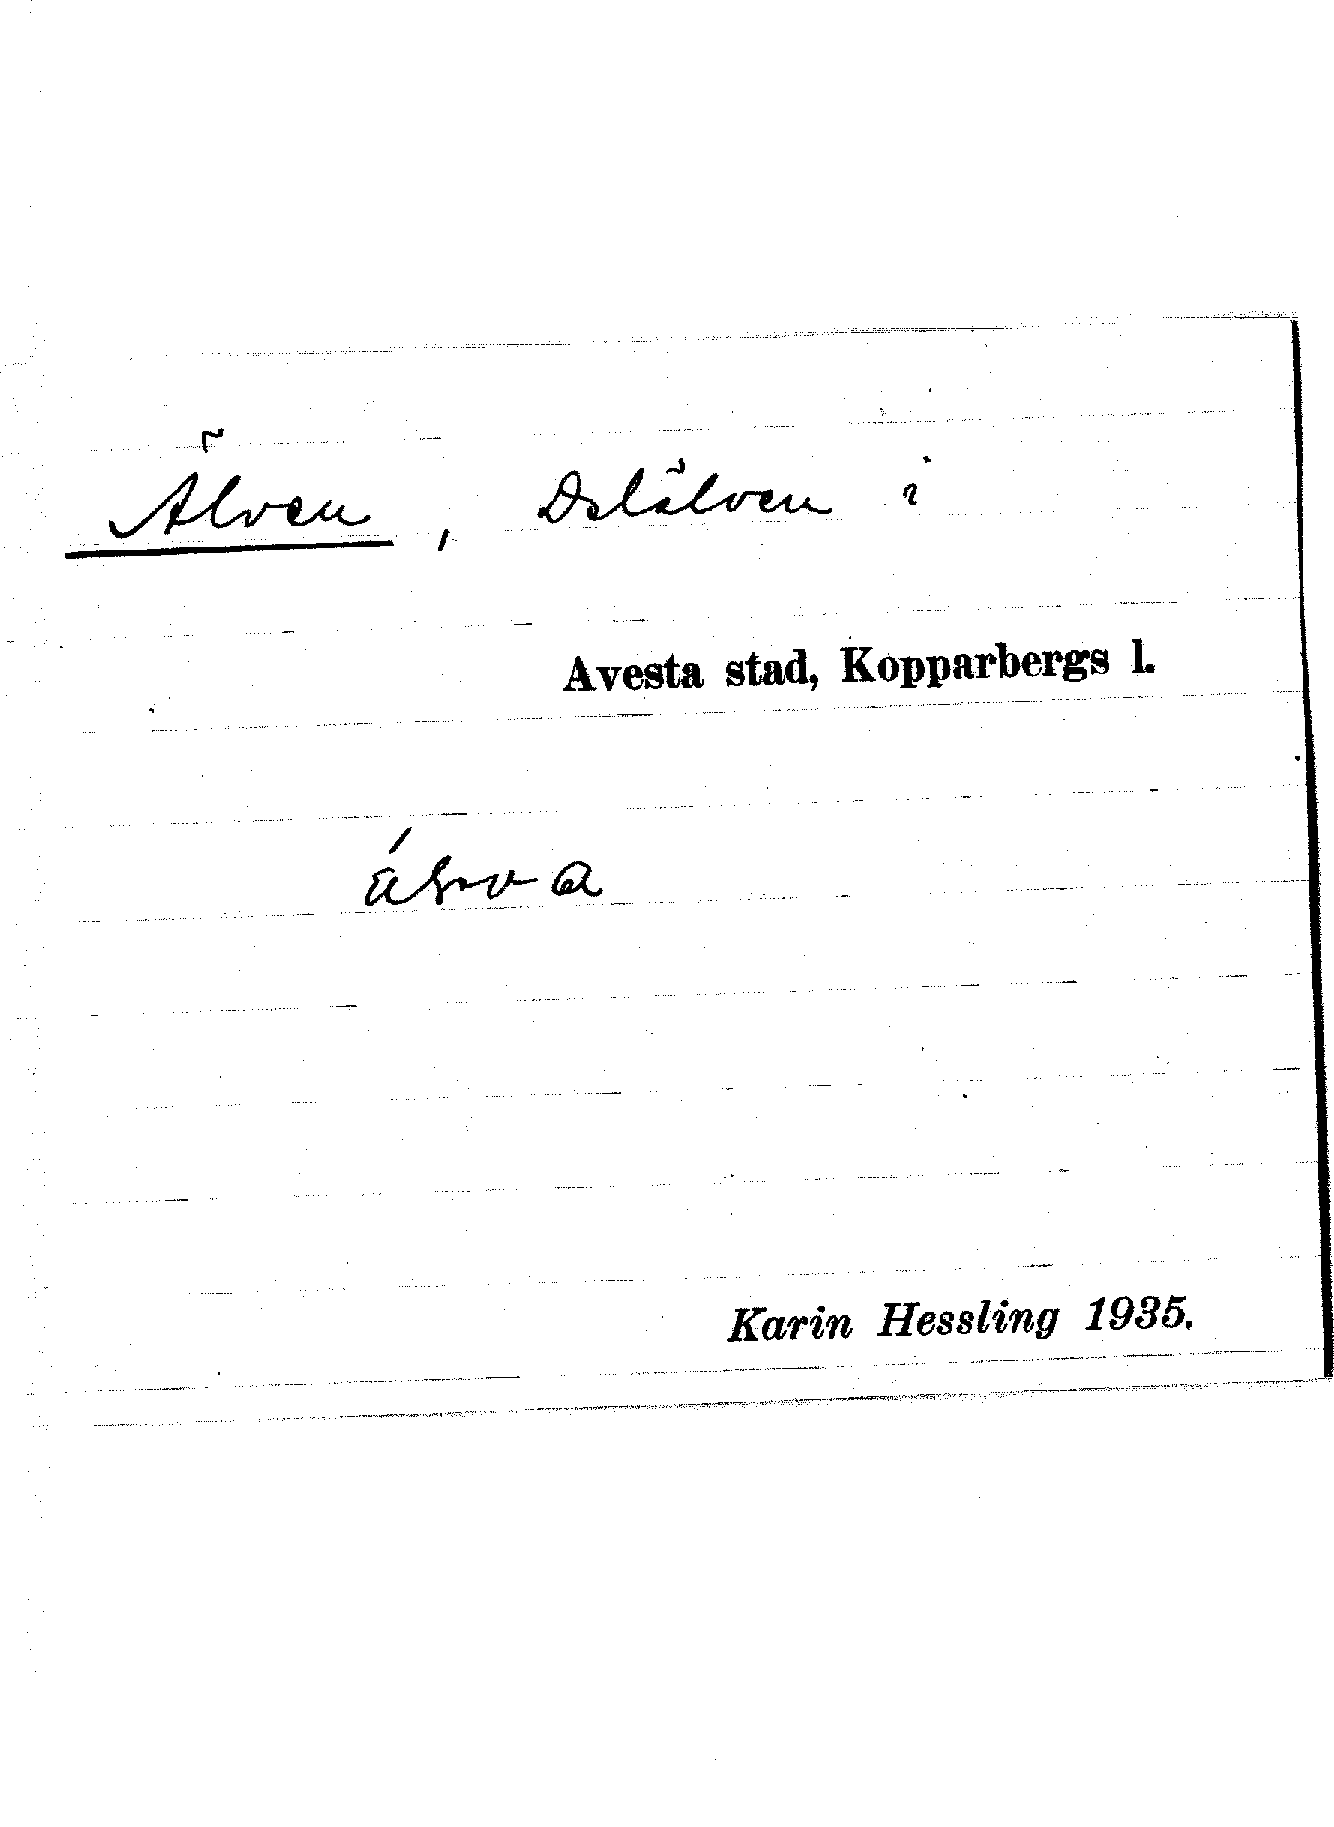 Älven, Dalälven i
Avesta stad, Kopparbergs l.
Karin Hessling 1935.